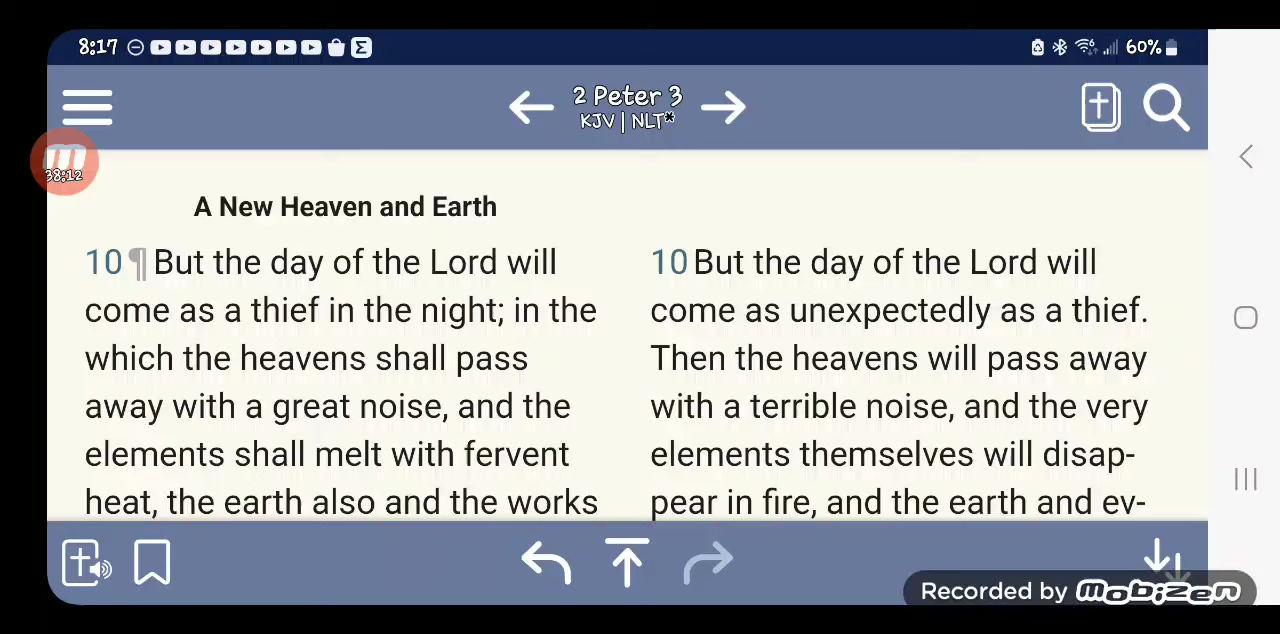 8:17
60%
2 Peter 3
KJV | NLT*
38:12
A New Heaven and Earth
10 ¶ But the day of the Lord will
come as a thief in the night; in the
which the heavens shall pass
away with a great noise, and the
elements shall melt with fervent
heat, the earth also and the works
10 But the day of the Lord will
come as unexpectedly as a thief.
Then the heavens will pass away
with a terrible noise, and the very
elements themselves will disap-
pear in fire, and the earth and ev-
Recorded by Mobizen